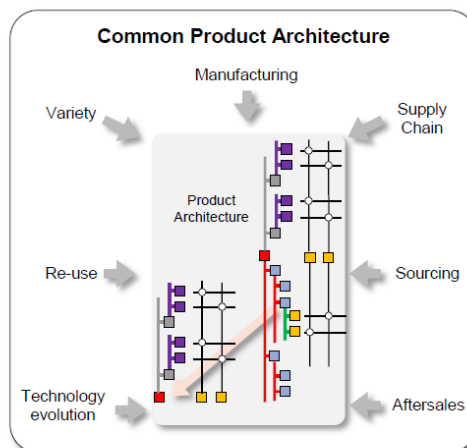 Common Product Architecture
Manufacturing
Variety
Supply
Chain
Product
Architecture
Re-use
Sourcing
Technology
evolution
Aftersales